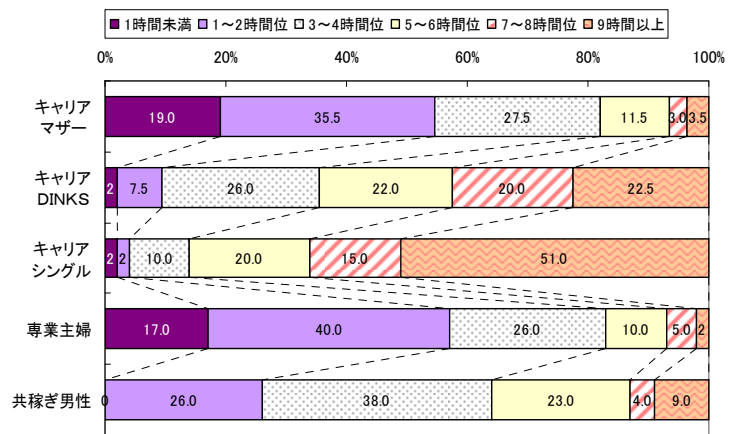 1時間未満 1～2時間位 3～4時間位 5～6時間位 7～8時間位 9時間以上
0% 20% 40% 60% 80% 100%
キャリア
マザー
19.0 35.5 27.5 11.5 3.0 3.5
キャリア
DINKS
2 7.5 26.0 22.0 20.0 22.5
キャリア
シングル
2 2 10.0 20.0 15.0 51.0
専業主婦 17.0 40.0 26.0 10.0 5.0 2
共稼ぎ男性 0 26.0 38.0 23.0 4.0 9.0